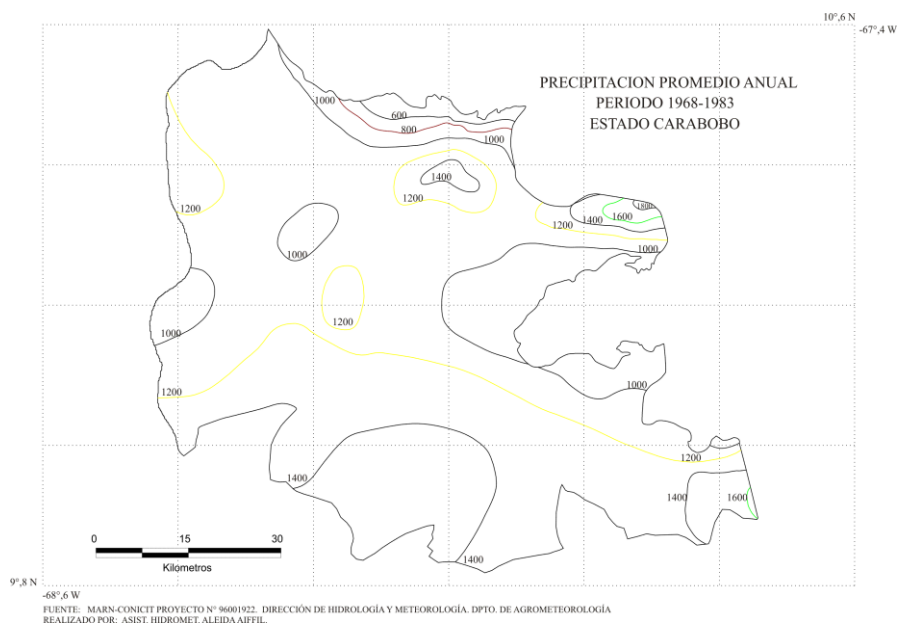 10°,6 N
-67°,4 W
PRECIPITACION PROMEDIO ANUAL
PERIODO 1968-1983
ESTADO CARABOBO
1000
600
800
1000
1400
1200
1200
1800
1600
1400
1200
1000
1000
1200
1000
1200
1000
1200
1400
1600
1400
1400
0 15 30
Kilometros
9°,8 N
-68°,6 W
FUENTE: MARN-CONICIT PROYECTO N° 96001922. DIRECCIÓN DE HIDROLOGÍA Y METEOROLOGÍA. DPTO. DE AGROMETEOROLOGÍA
REALIZADO POR: ASIST. HIDROMET. ALEIDA AIFFIL.